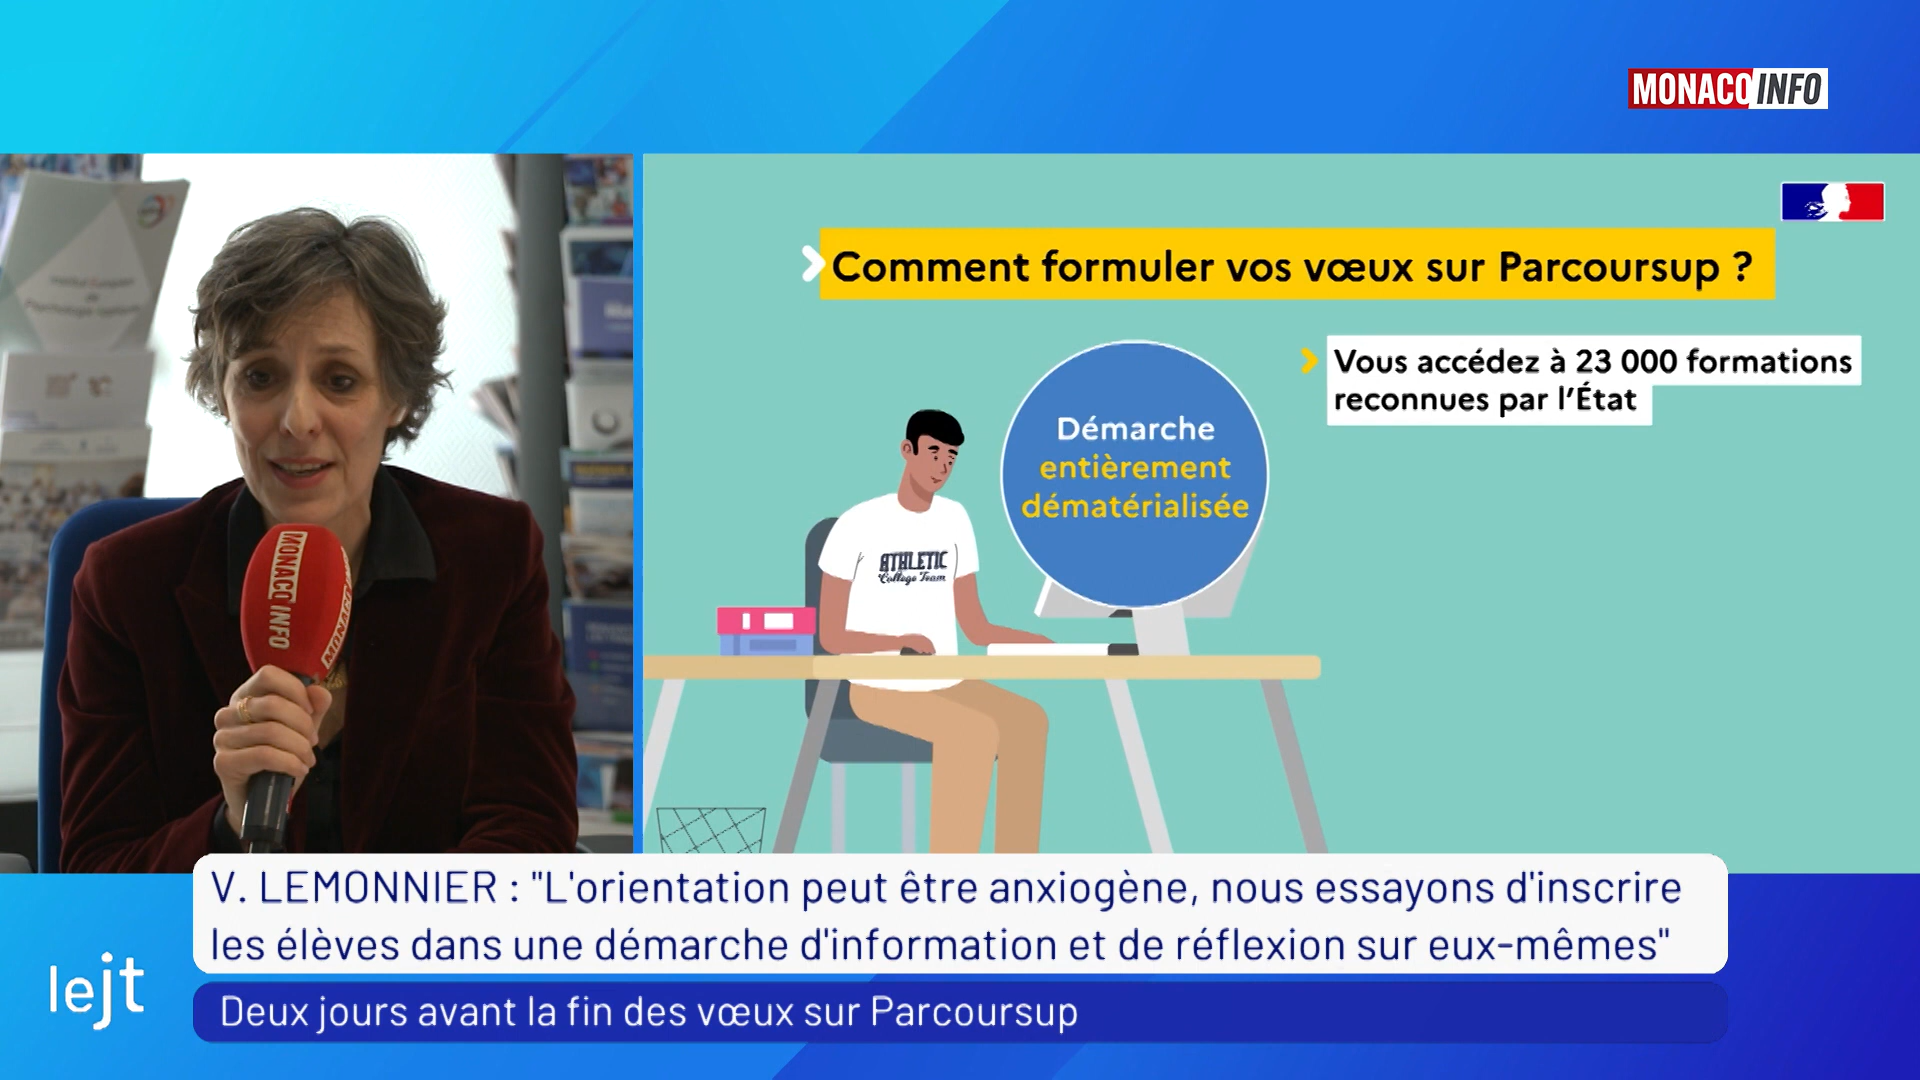 MONACO INFO
Comment formuler vos vœux sur Parcoursup ?
Vous accédez à 23 000 formations
reconnues par l'État
Démarche
entièrement
dématérialisée
ATHLETIC
College Team
MONACO INFO
MONACO
V. LEMONNIER : "L'orientation peut être anxiogène, nous essayons d'inscrire
les élèves dans une démarche d'information et de réflexion sur eux-mêmes"
lejt
Deux jours avant la fin des vœux sur Parcoursup